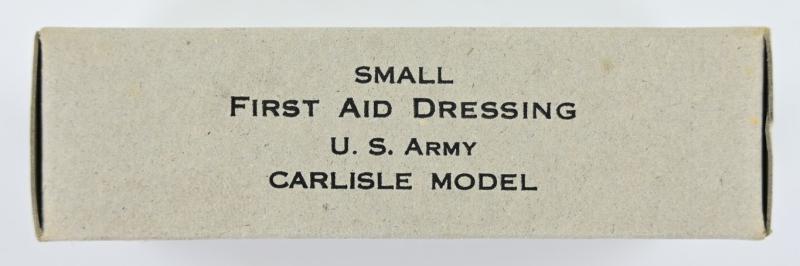 SMALL
FIRST AID DRESSING
U. S. ARMY
CARLISLE MODEL